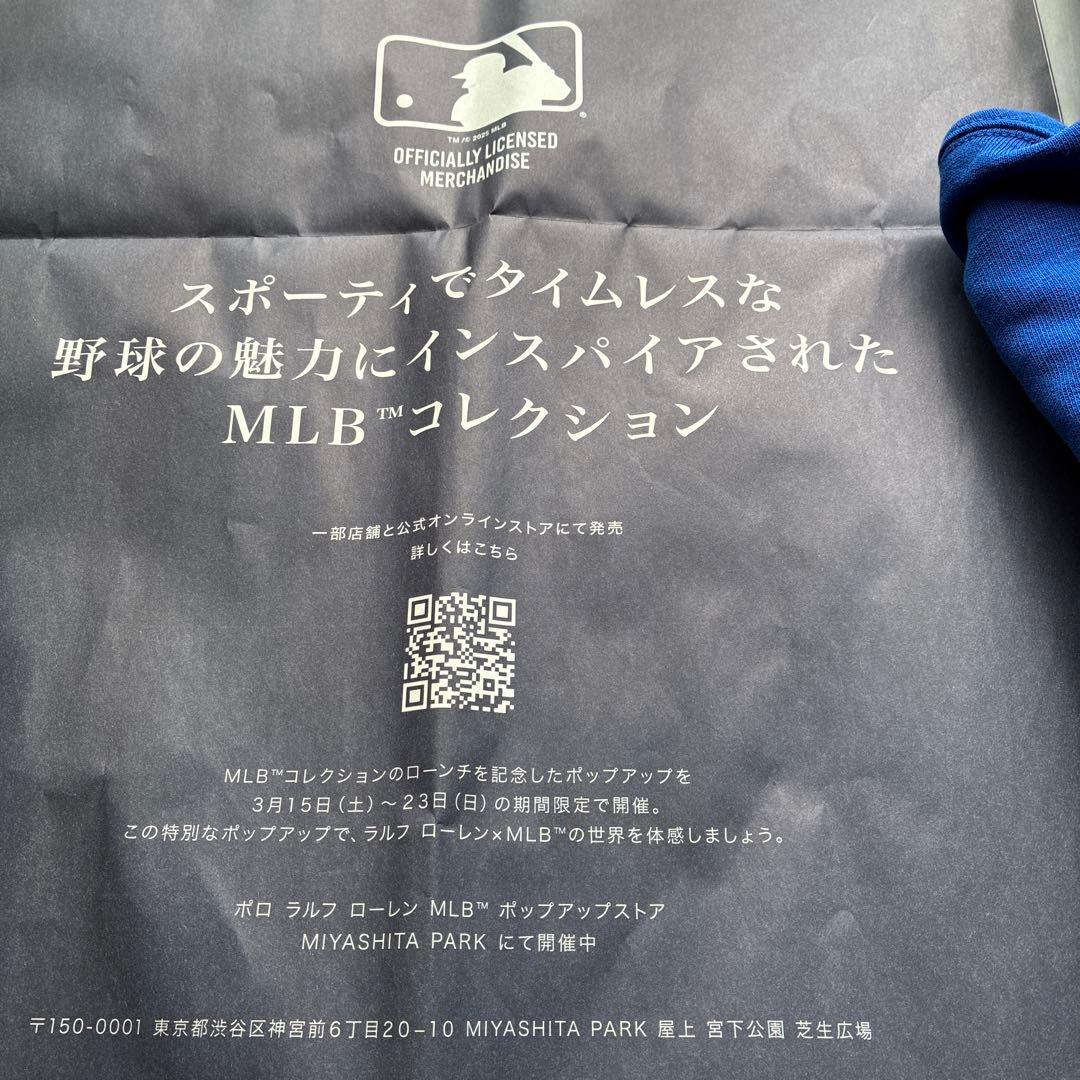 TM / © 2025 MLB
OFFICIALLY LICENSED
MERCHANDISE
スポーティでタイムレスな
野球の魅力にインスパイアされた
MLB™コレクション
一部店舗と公式オンラインストアにて発売
詳しくはこちら
MLB™コレクションのローンチを記念したポップアップを
3月15日(土)～23日(日)の期間限定で開催。
この特別なポップアップで、ラルフ ローレン×MLB™の世界を体感しましょう。
ポロ ラルフ ローレン MLB™ ポップアップストア
MIYASHITA PARK にて開催中
〒150-0001 東京都渋谷区神宮前6丁目20−10 MIYASHITA PARK 屋上 宮下公園 芝生広場